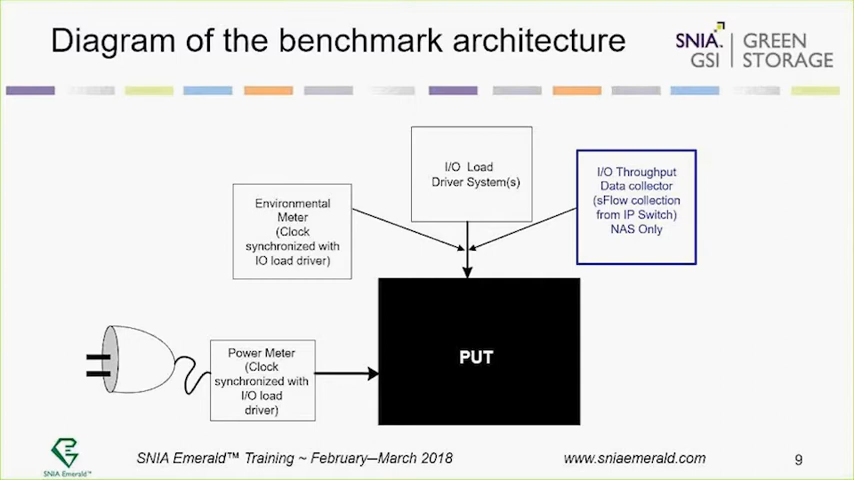 Diagram of the benchmark architecture
SNIA.
GSI
GREEN
STORAGE
I/O Load
Driver System(s)
I/O Throughput
Data collector
(sFlow collection
from IP Switch)
NAS Only
Environmental
Meter
(Clock
synchronized with
IO load driver)
Power Meter
(Clock
synchronized with
I/O load
driver)
PUT
SNIA Emerald™
SNIA Emerald™ Training ~ February—March 2018
www.sniaemerald.com
9